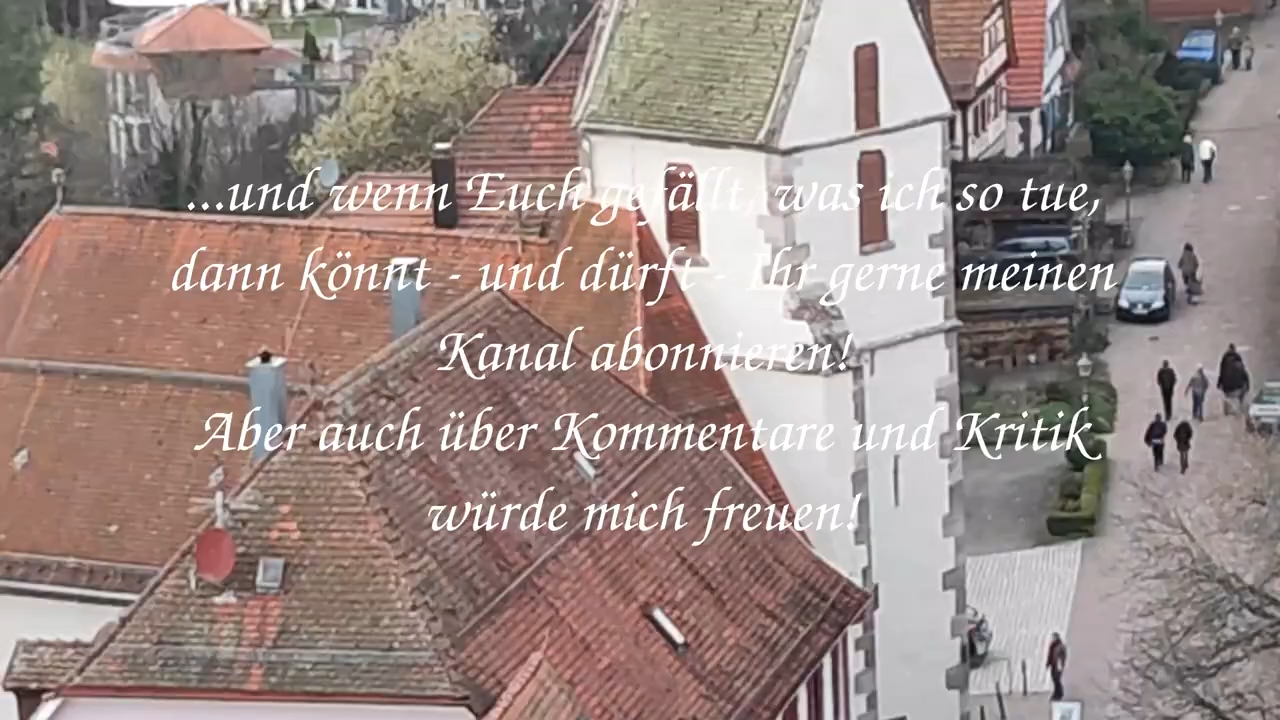 ...und wenn Euch gefällt, was ich so tue,
dann könnt - und dürft - Ihr gerne meinen
Kanal abonnieren!
Aber auch über Kommentare und Kritik
würde mich freuen!